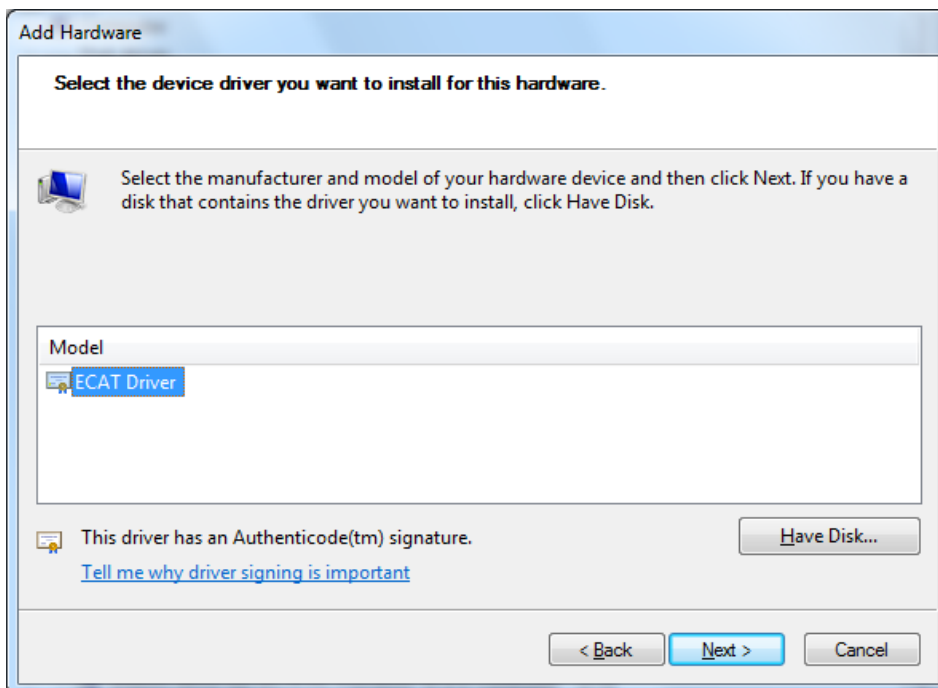 Add Hardware
Select the device driver you want to install for this hardware.
Select the manufacturer and model of your hardware device and then click Next. If you have a
disk that contains the driver you want to install, click Have Disk.
Model
ECAT Driver
This driver has an Authenticode(tm) signature.
Have Disk...
Tell me why driver signing is important
< Back
Next >
Cancel